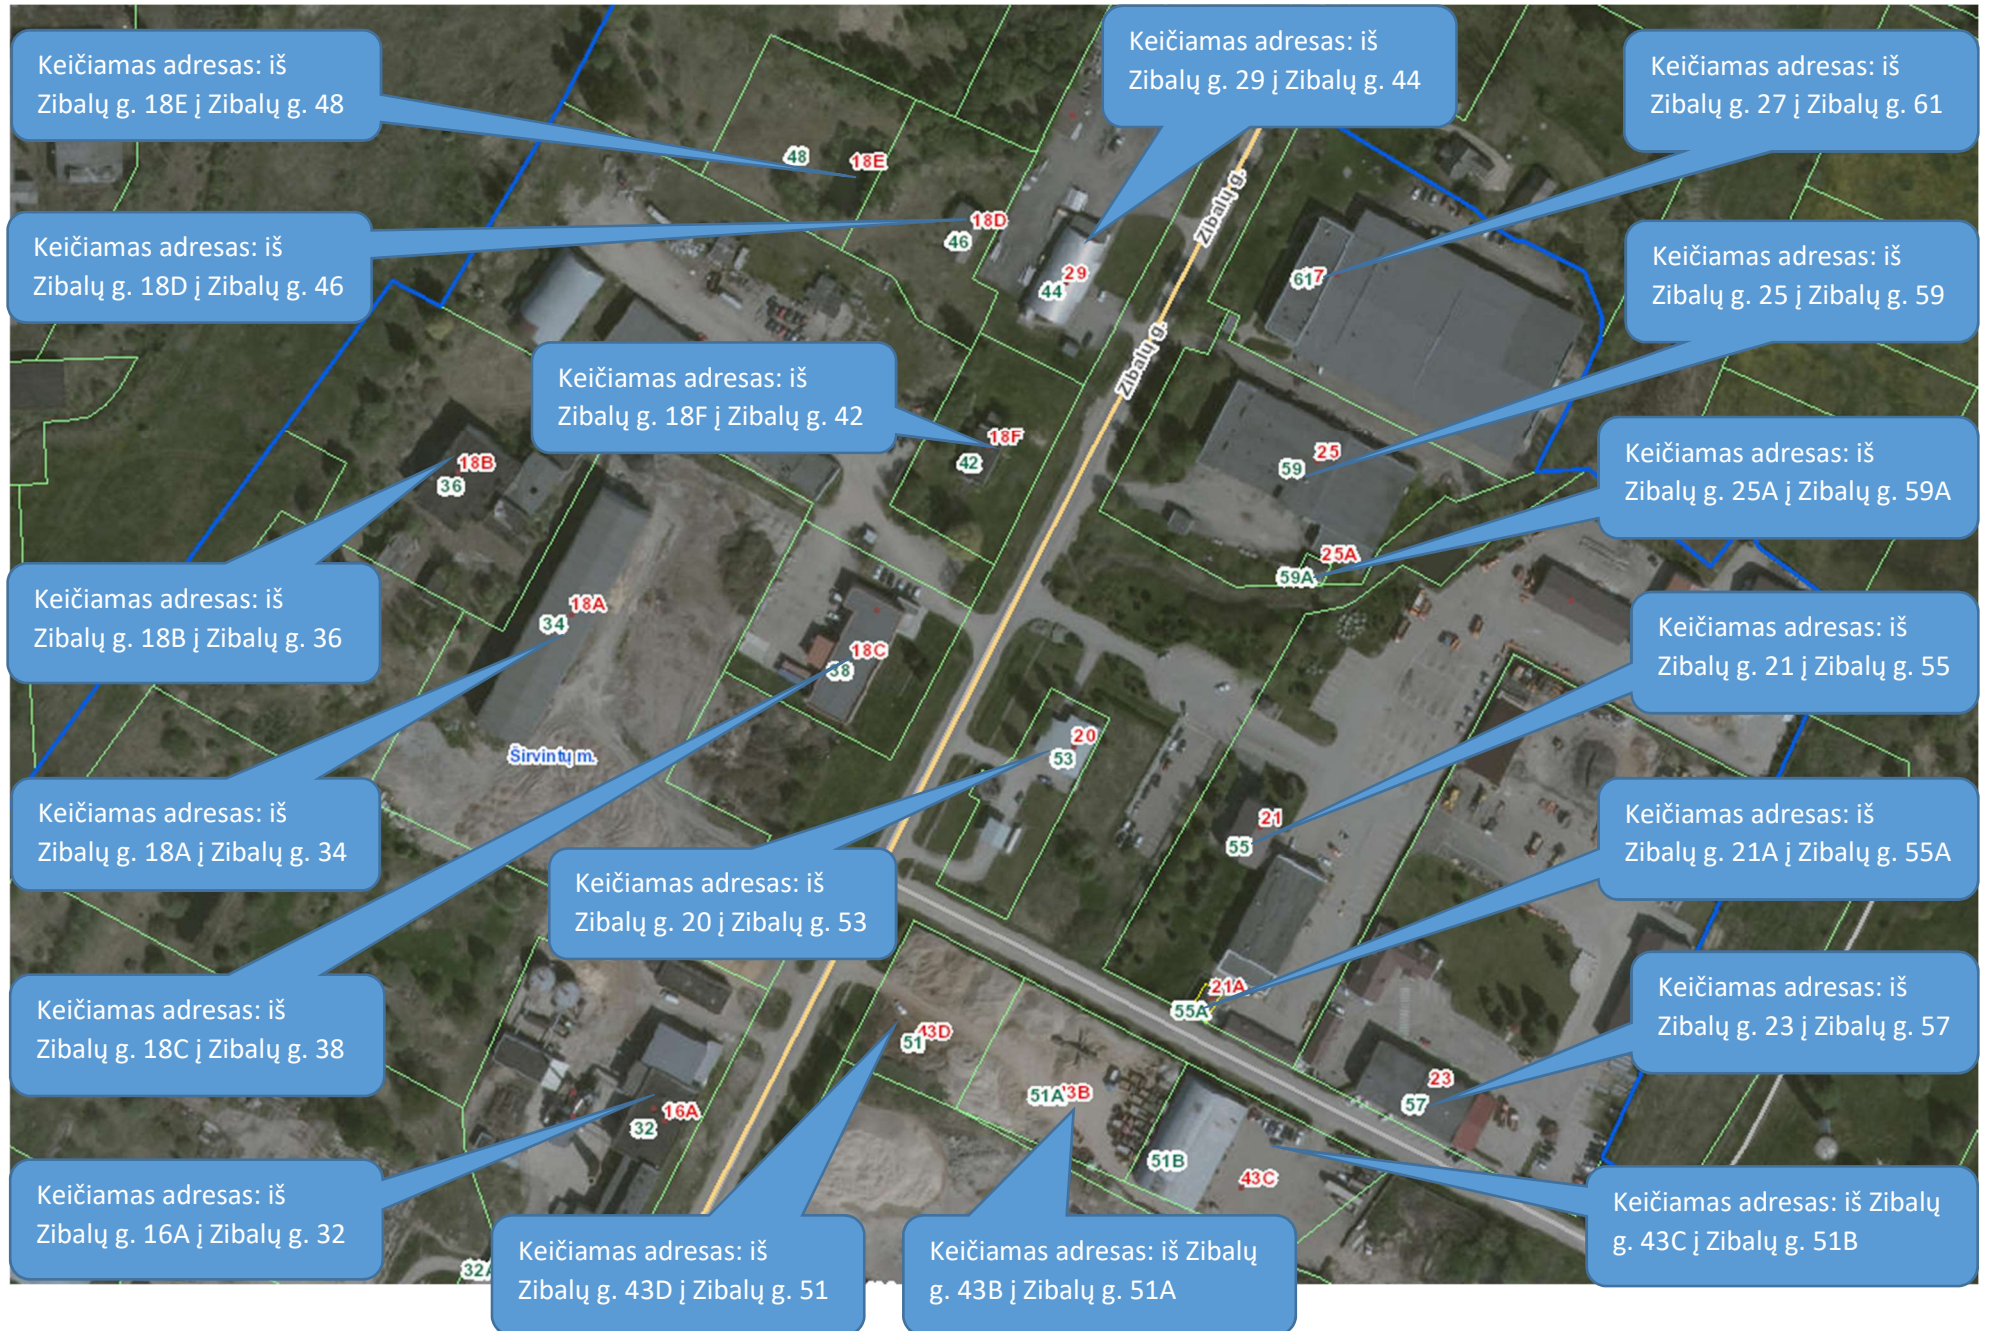 Keičiamas adresas: iš
Zibalų g. 18E į Zibalų g. 48
Keičiamas adresas: iš
Zibalų g. 29 į Zibalų g. 44
Keičiamas adresas: iš
Zibalų g. 27 į Zibalų g. 61
Keičiamas adresas: iš
Zibalų g. 18D į Zibalų g. 46
Keičiamas adresas: iš
Zibalų g. 25 į Zibalų g. 59
Keičiamas adresas: iš
Zibalų g. 18F į Zibalų g. 42
Keičiamas adresas: iš
Zibalų g. 25A į Zibalų g. 59A
Keičiamas adresas: iš
Zibalų g. 18B į Zibalų g. 36
Keičiamas adresas: iš
Zibalų g. 21 į Zibalų g. 55
Keičiamas adresas: iš
Zibalų g. 18A į Zibalų g. 34
Keičiamas adresas: iš
Zibalų g. 21A į Zibalų g. 55A
Keičiamas adresas: iš
Zibalų g. 20 į Zibalų g. 53
Keičiamas adresas: iš
Zibalų g. 18C į Zibalų g. 38
Keičiamas adresas: iš
Zibalų g. 23 į Zibalų g. 57
Keičiamas adresas: iš
Zibalų g. 16A į Zibalų g. 32
Keičiamas adresas: iš
Zibalų g. 43D į Zibalų g. 51
Keičiamas adresas: iš Zibalų
g. 43B į Zibalų g. 51A
Keičiamas adresas: iš Zibalų
g. 43C į Zibalų g. 51B
48
18E
18D
46
29
44
Zibalų g.
Zibalų g.
61
7
18F
42
25
59
25A
59A
18B
36
18A
34
18C
38
Širvintų m.
20
53
21
55
21A
55A
43D
51
51A
3B
51B
43C
23
57
16A
32